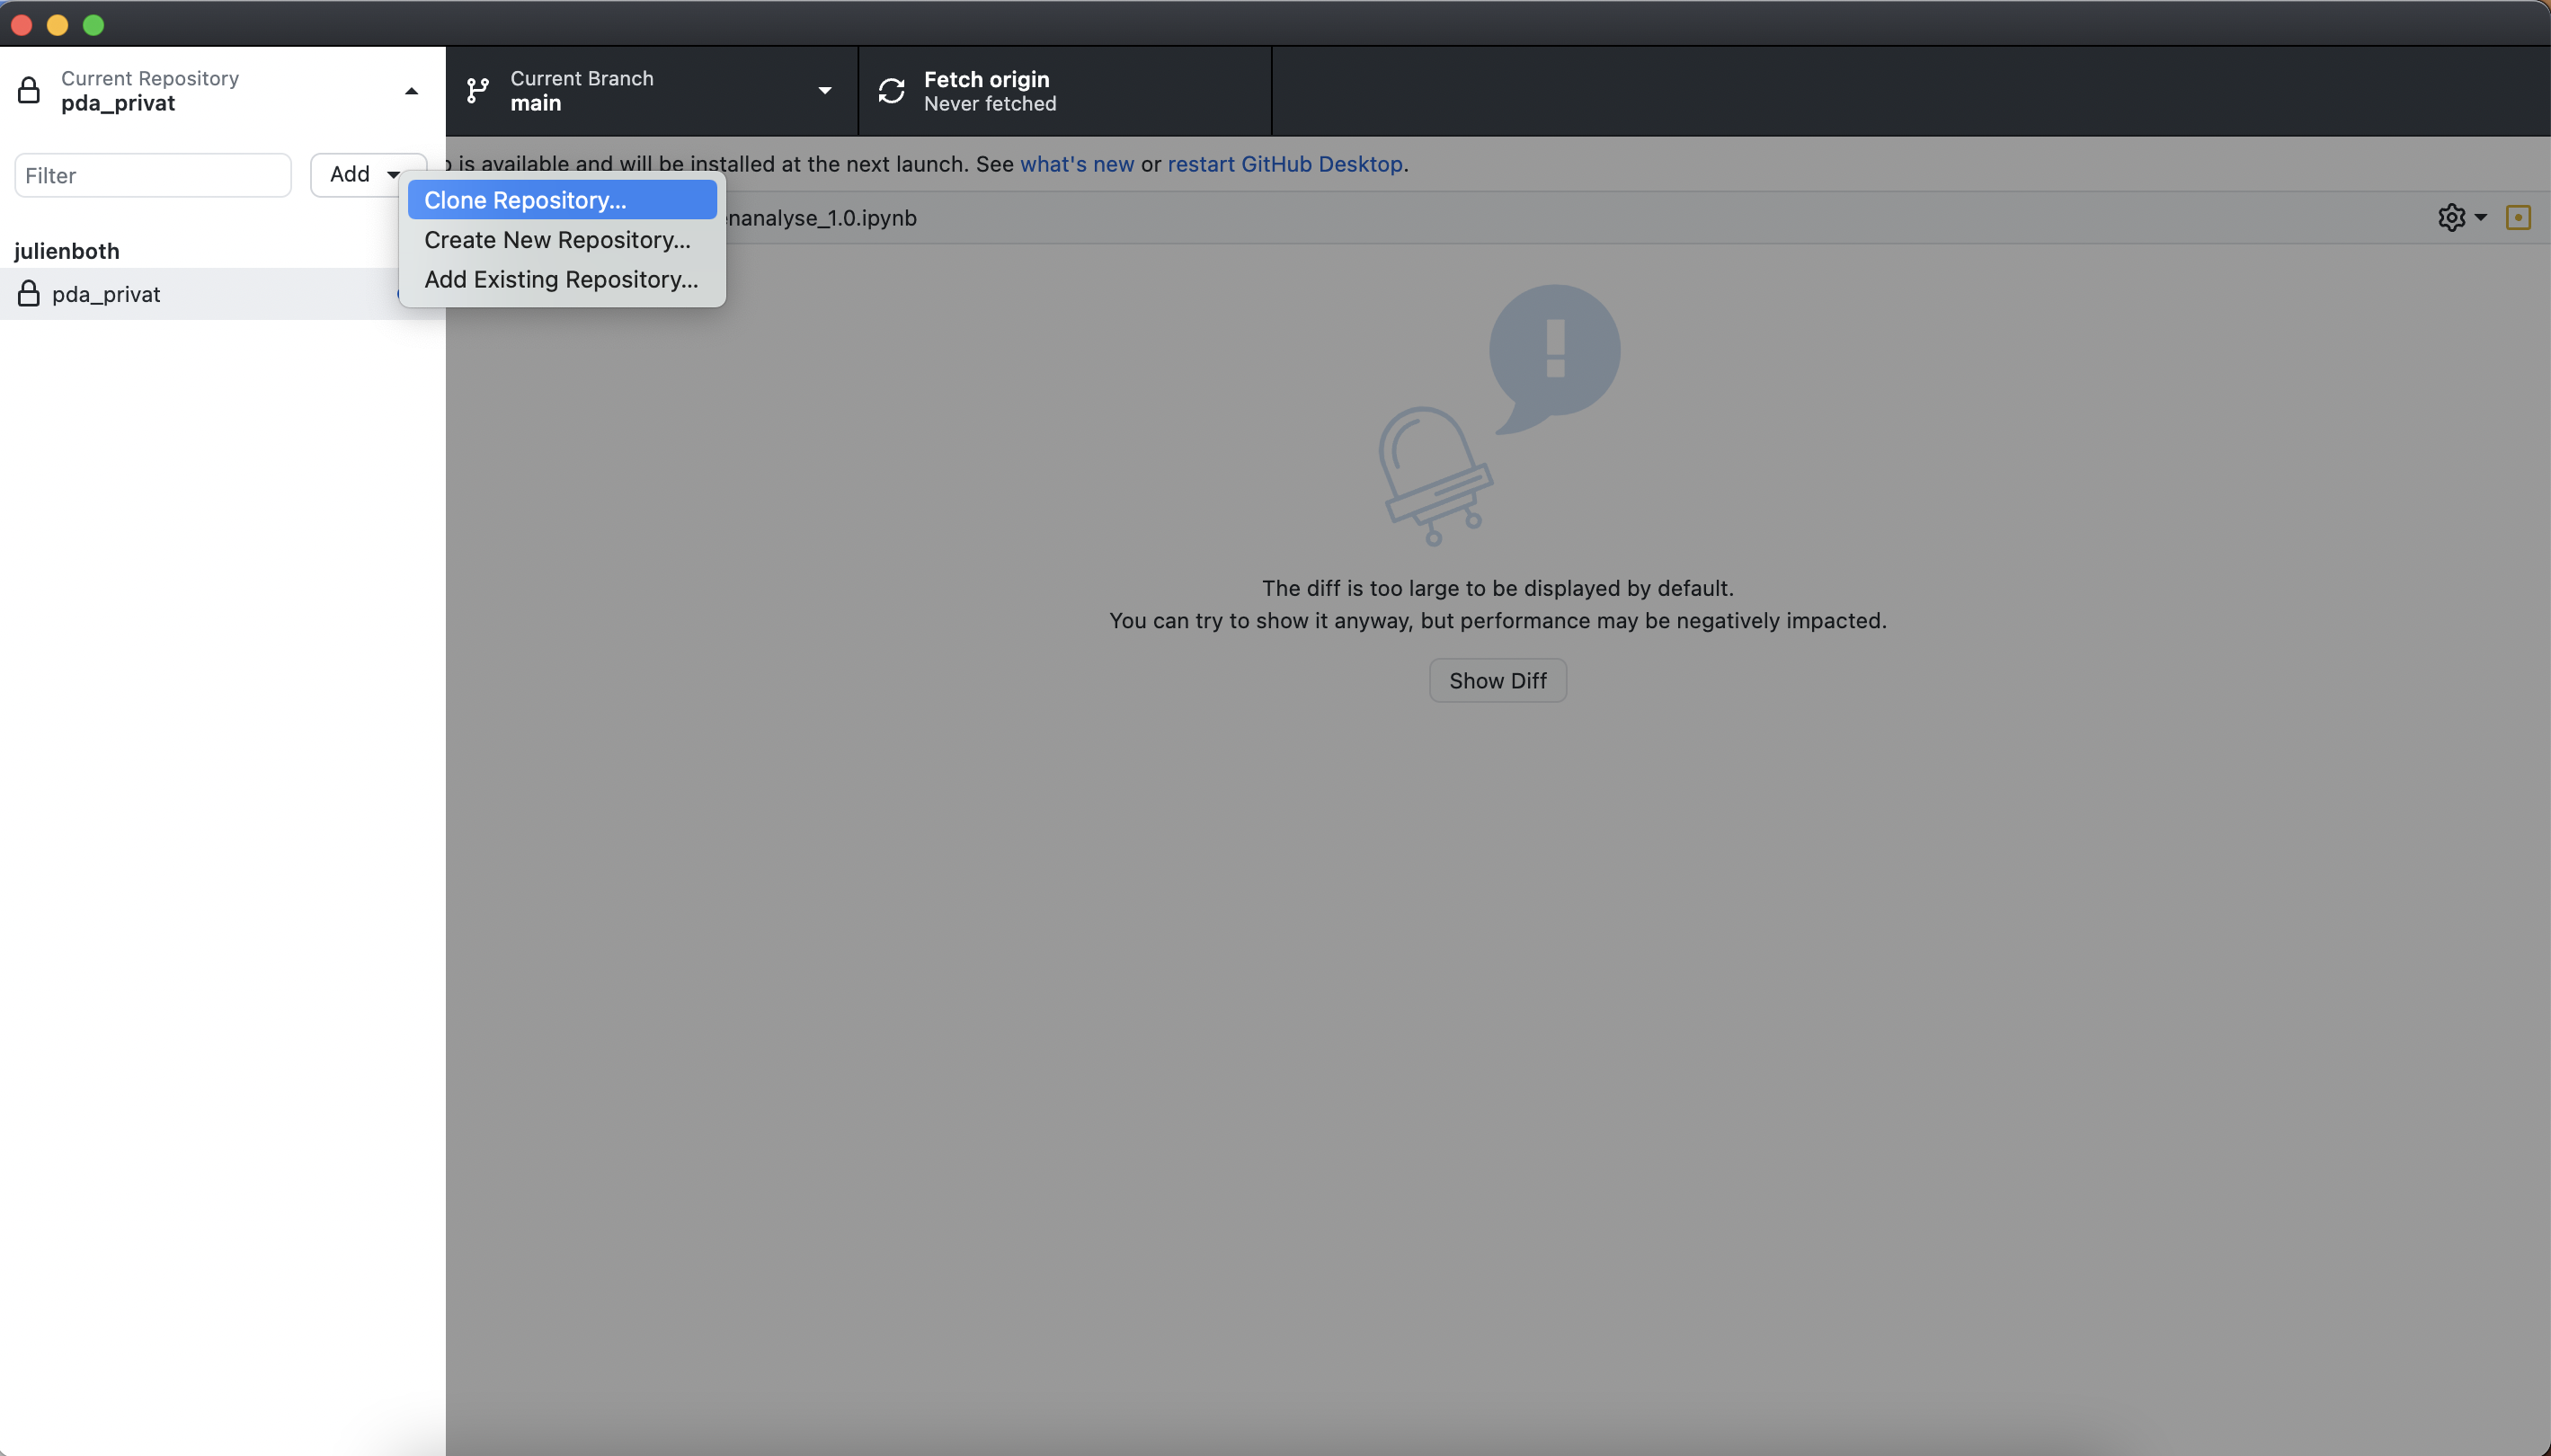 Current Repository
pda_privat
Current Branch
main
Fetch origin
Never fetched
Filter
Add
is available and will be installed at the next launch. See what's new or restart GitHub Desktop.
Clone Repository...
Create New Repository...
Add Existing Repository...
nanalyse_1.0.ipynb
julienboth
pda_privat
The diff is too large to be displayed by default.
You can try to show it anyway, but performance may be negatively impacted.
Show Diff